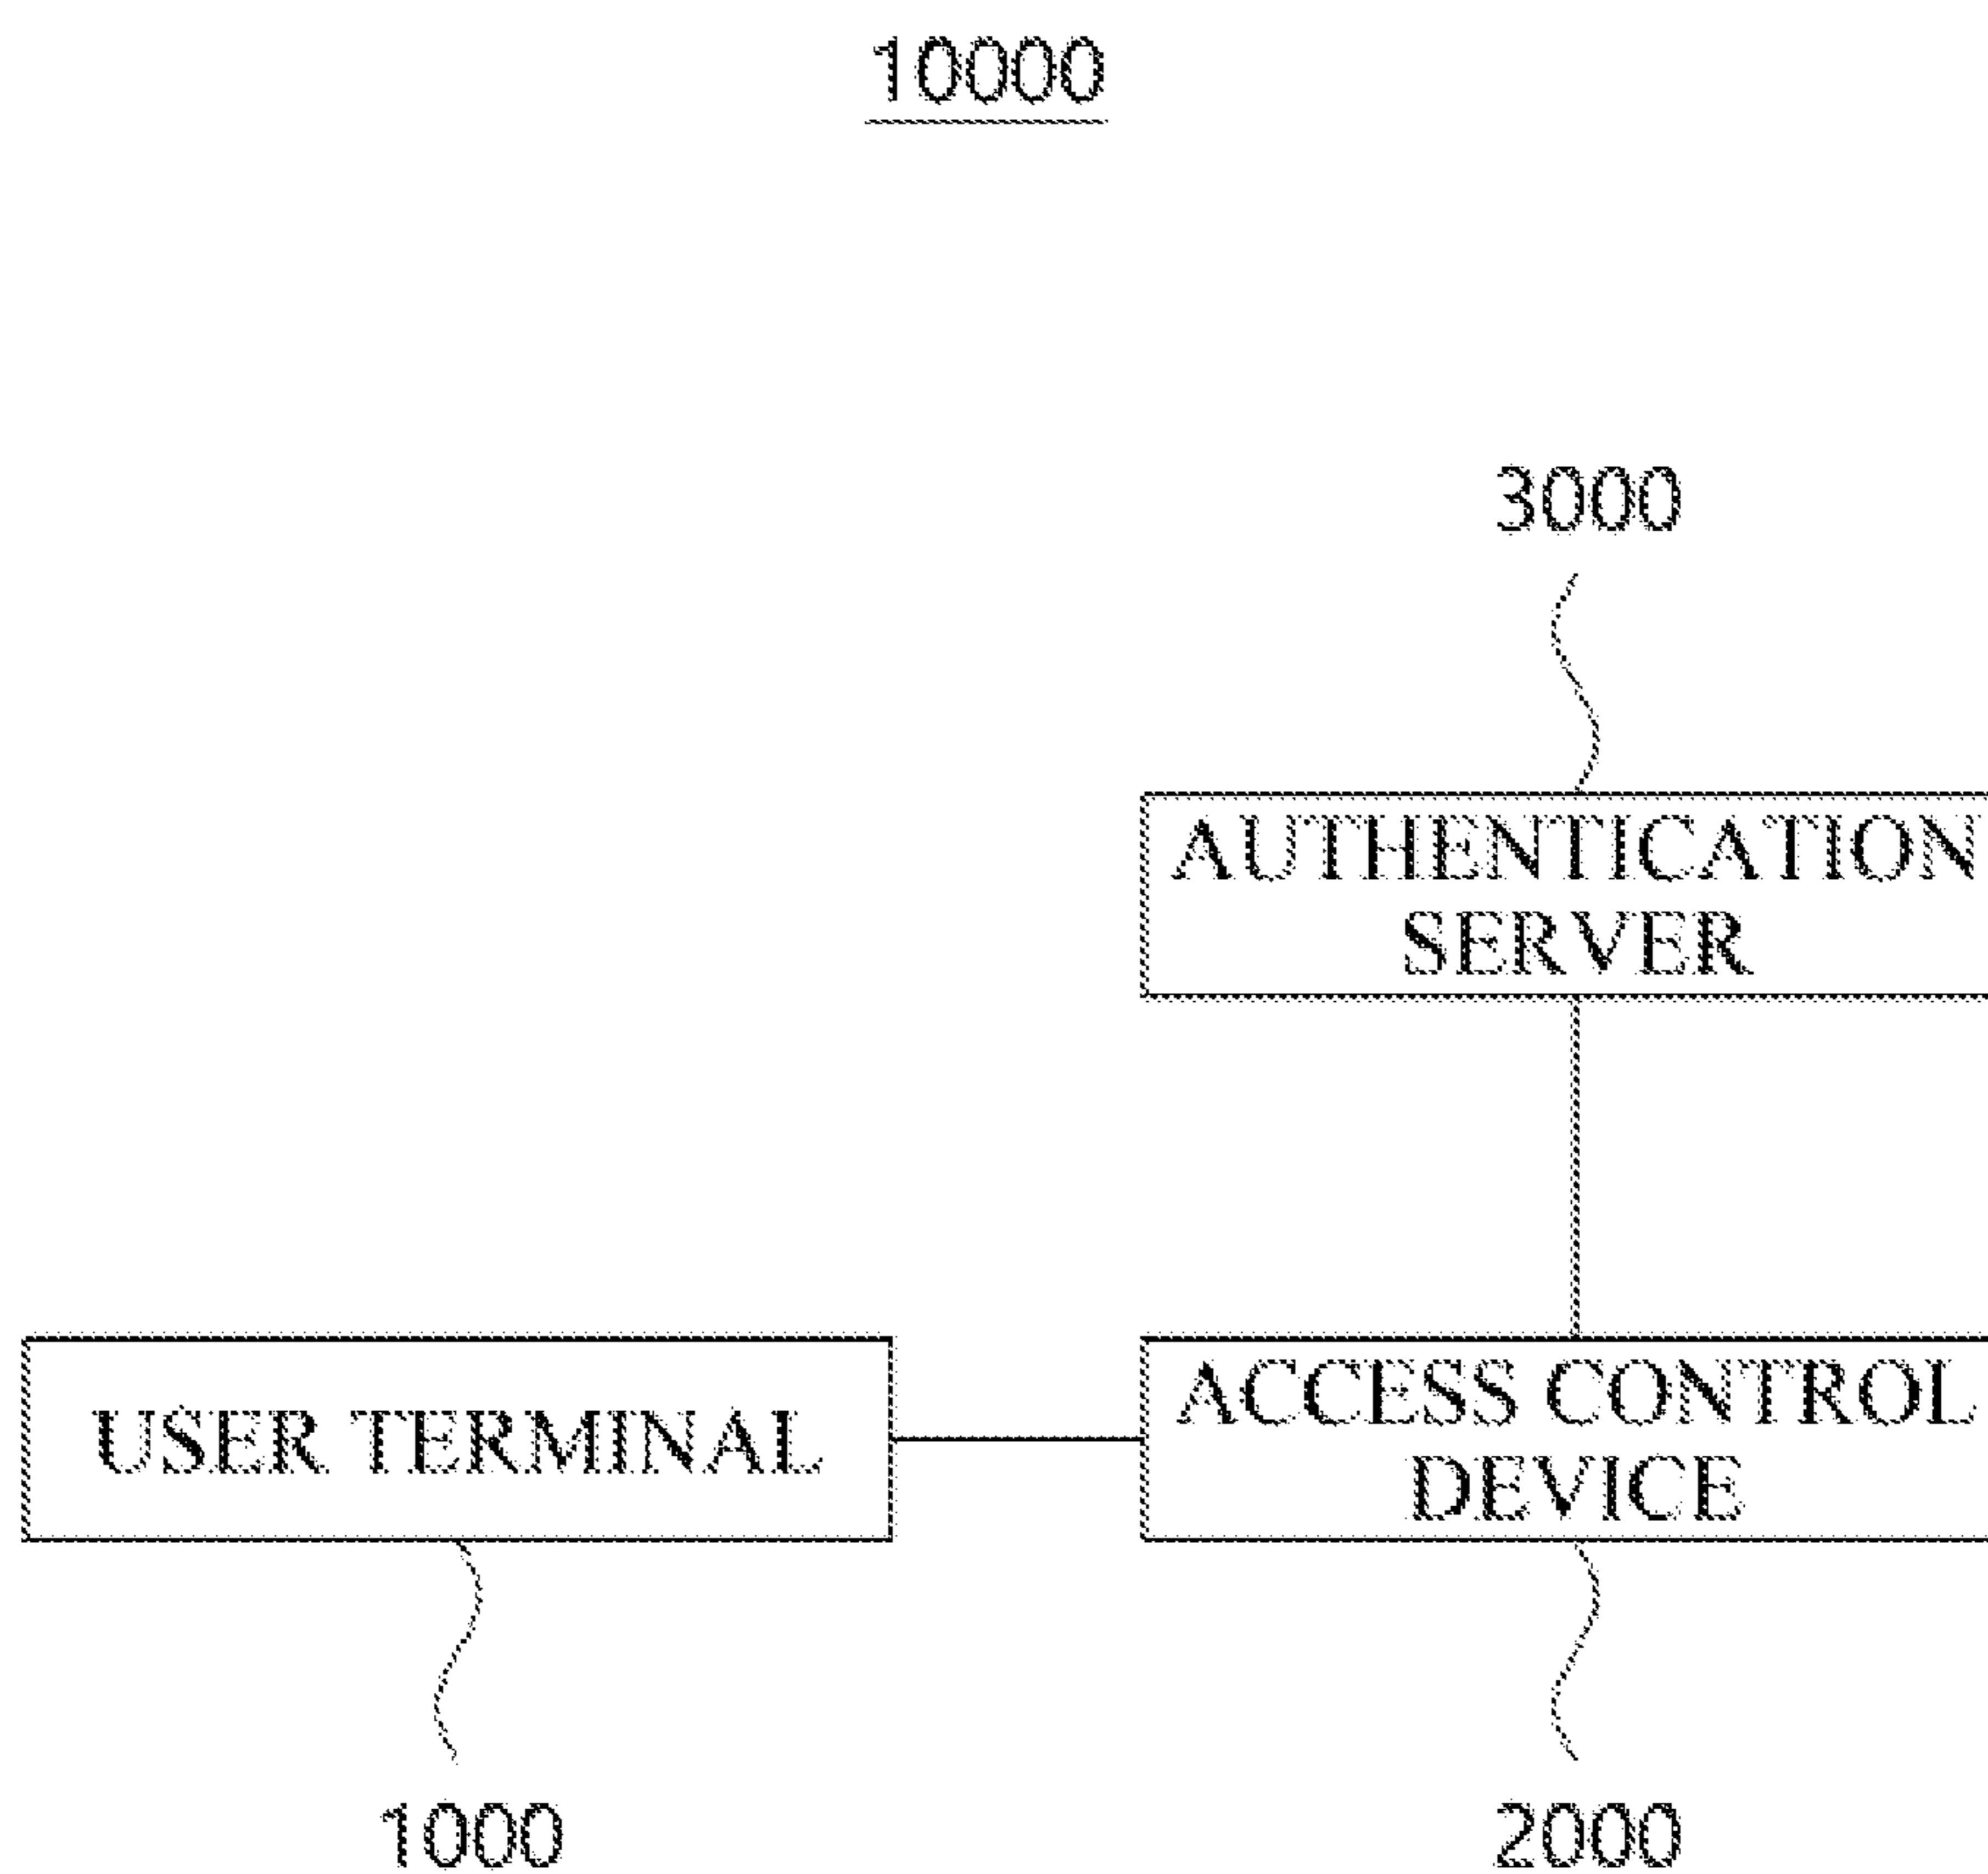 10000
3000
AUTHENTICATION
SERVER
USER TERMINAL
ACCESS CONTROL
DEVICE
1000
2000